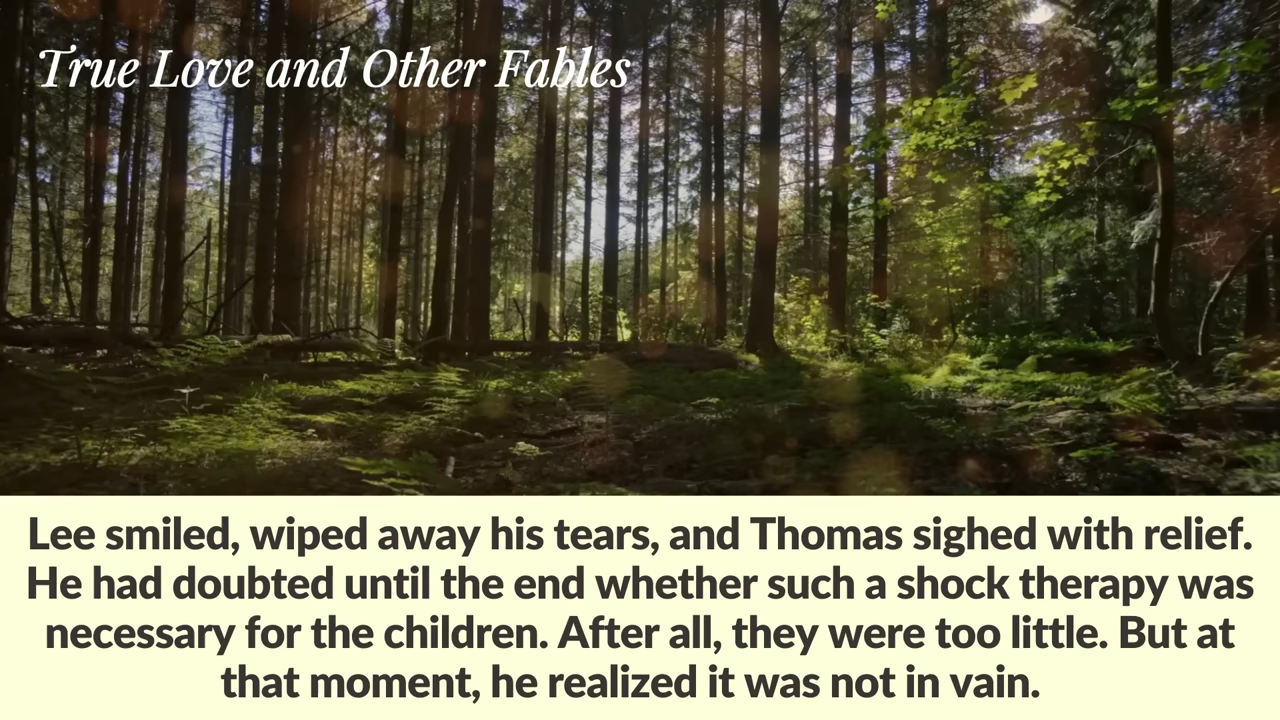 True Love and Other Fables
Lee smiled, wiped away his tears, and Thomas sighed with relief.
He had doubted until the end whether such a shock therapy was
necessary for the children. After all, they were too little. But at
that moment, he realized it was not in vain.